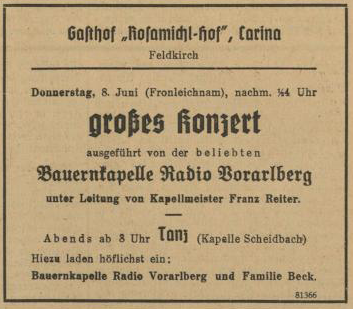 Gasthof „Rosamichl-Hof", Carina
Feldkirch
Donnerstag, 8. Juni (Fronleichnam), nachm. ¼4 Uhr
großes Konzert
ausgeführt von der beliebten
Bauernkapelle Radio Vorarlberg
unter Leitung von Kapellmeister Franz Reiter.
Abends ab 8 Uhr Tanz (Kapelle Scheidbach)
Hiezu laden höflichst ein:
Bauernkapelle Radio Vorarlberg und Familie Beck.
81366